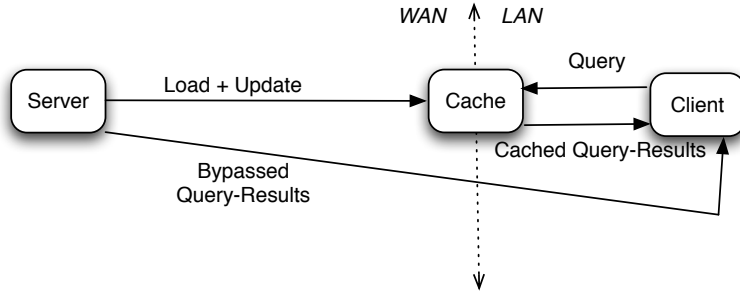 WAN LAN
Query
Load + Update
Server
Cache
Client
Cached Query-Results
Bypassed
Query-Results